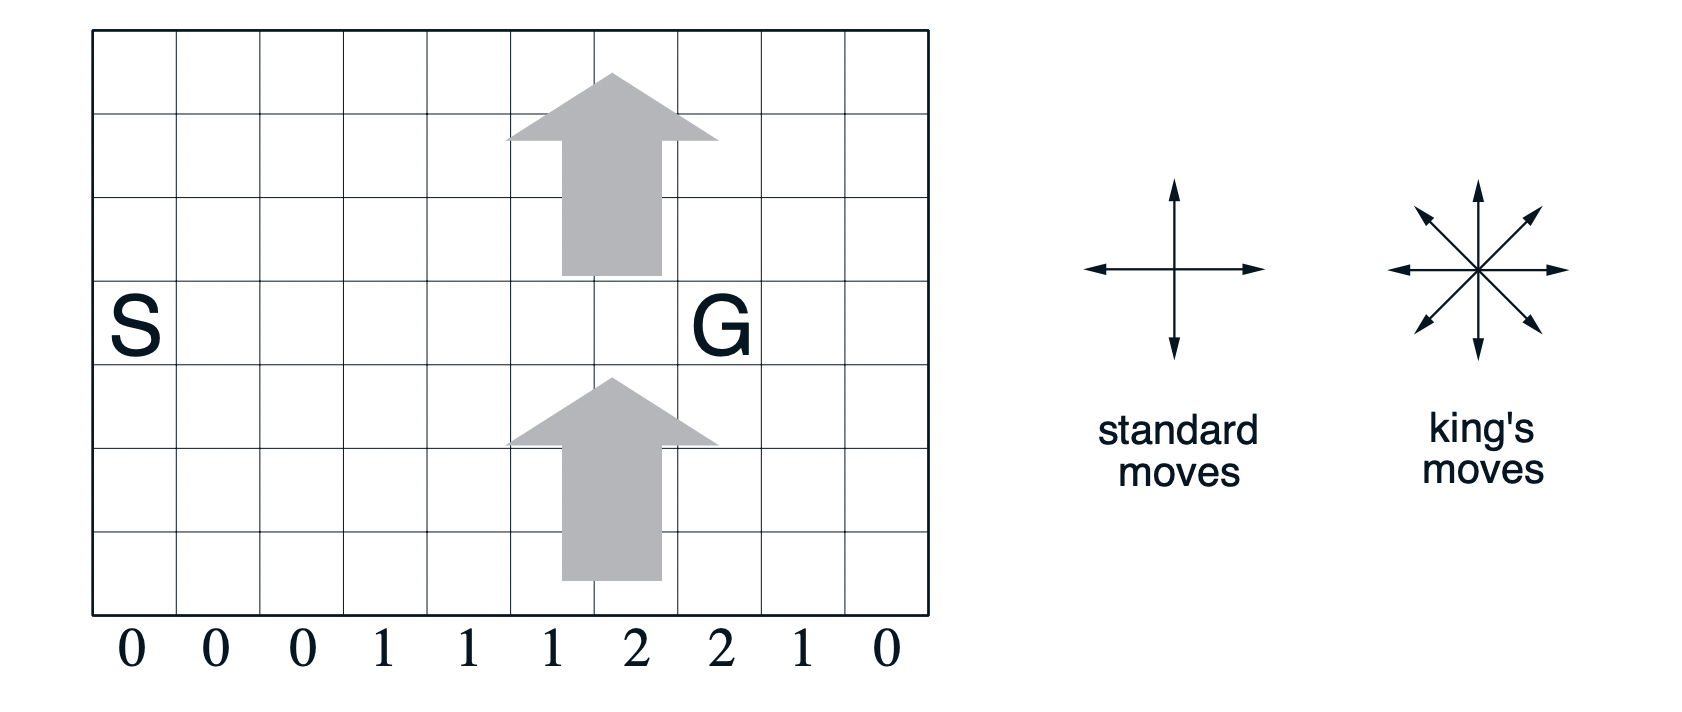 S G
0 0 0 1 1 1 2 2 1 0
standard
moves
king's
moves